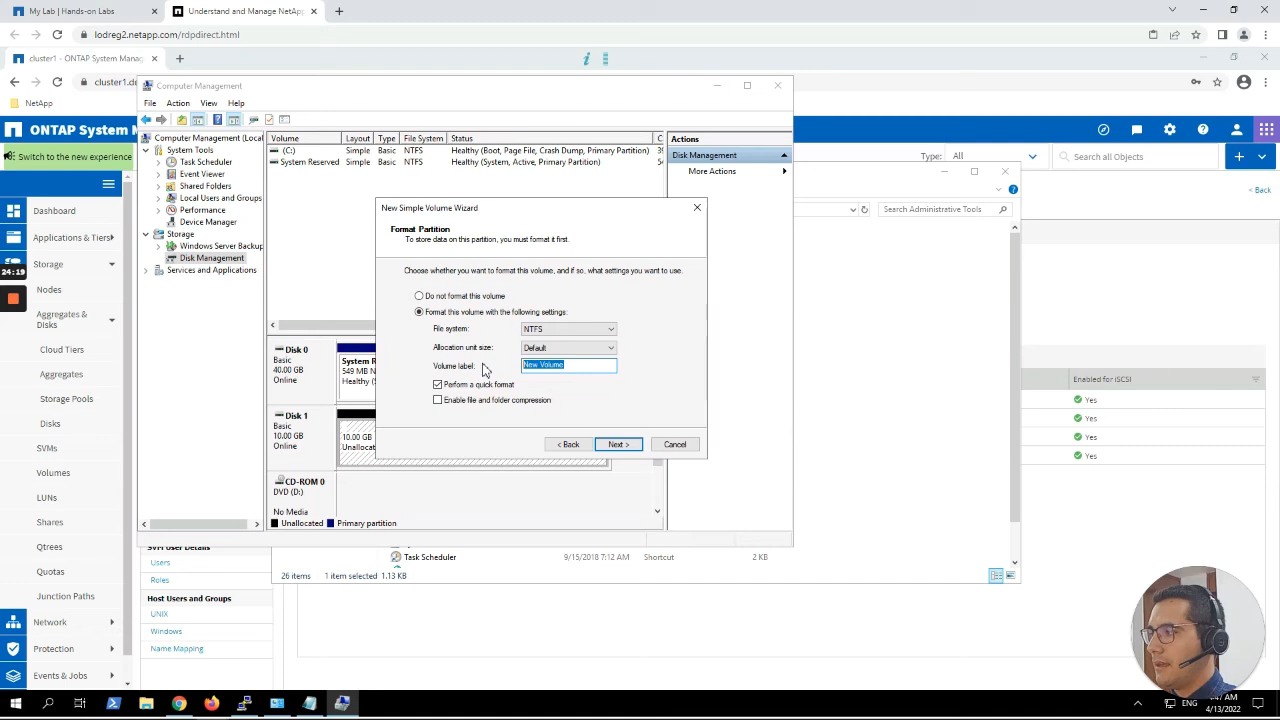 My Lab | Hands-on Labs
Understand and Manage NetApp
lodreg2.netapp.com/rdpdirect.html
cluster1 - ONTAP System Manag
cluster1.de
NetApp
ONTAP System M
Switch to the new experience
Type: All
Search all Objects
< Back
Dashboard
Applications & Tiers
Storage
24:19
Nodes
Aggregates &
Disks
Cloud Tiers
Aggregates
Storage Pools
Disks
SVMs
Volumes
LUNs
Shares
Qtrees
Quotas
Junction Paths
Network
Protection
Events & Jobs
SVM User Details
Users
Roles
Host Users and Groups
UNIX
Windows
Name Mapping
Enabled for iSCSI
Yes
Yes
Yes
Yes
Search Administrative Tools
Task Scheduler 9/15/2018 7:12 AM Shortcut 2 KB
26 items 1 item selected 1.13 KB
Computer Management
File Action View Help
Computer Management (Local
System Tools
Task Scheduler
Event Viewer
Shared Folders
Local Users and Groups
Performance
Device Manager
Storage
Windows Server Backup
Disk Management
Services and Applications
Volume Layout Type File System Status C
(C:) Simple Basic NTFS Healthy (Boot, Page File, Crash Dump, Primary Partition)
System Reserved Simple Basic NTFS Healthy (System, Active, Primary Partition)
Actions
Disk Management
More Actions
Disk 0
Basic
40.00 GB
Online
System R
549 MB N
Healthy (
Disk 1
Basic
10.00 GB
Online
10.00 GB
Unalloca
CD-ROM 0
DVD (D:)
No Media
Unallocated Primary partition
New Simple Volume Wizard
Format Partition
To store data on this partition, you must format it first.
Choose whether you want to format this volume, and if so, what settings you want to use.
Do not format this volume
Format this volume with the following settings:
File system: NTFS
Allocation unit size: Default
Volume label: New Volume
Perform a quick format
Enable file and folder compression
< Back Next > Cancel
ENG
4/13/2022